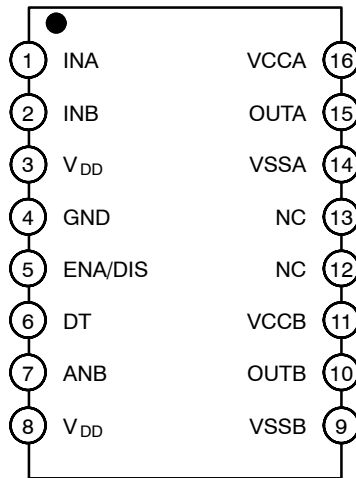 1 INA VCCA 16
2 INB OUTA 15
3 VDD VSSA 14
4 GND NC 13
5 ENA/DIS NC 12
6 DT VCCB 11
7 ANB OUTB 10
8 VDD VSSB 9